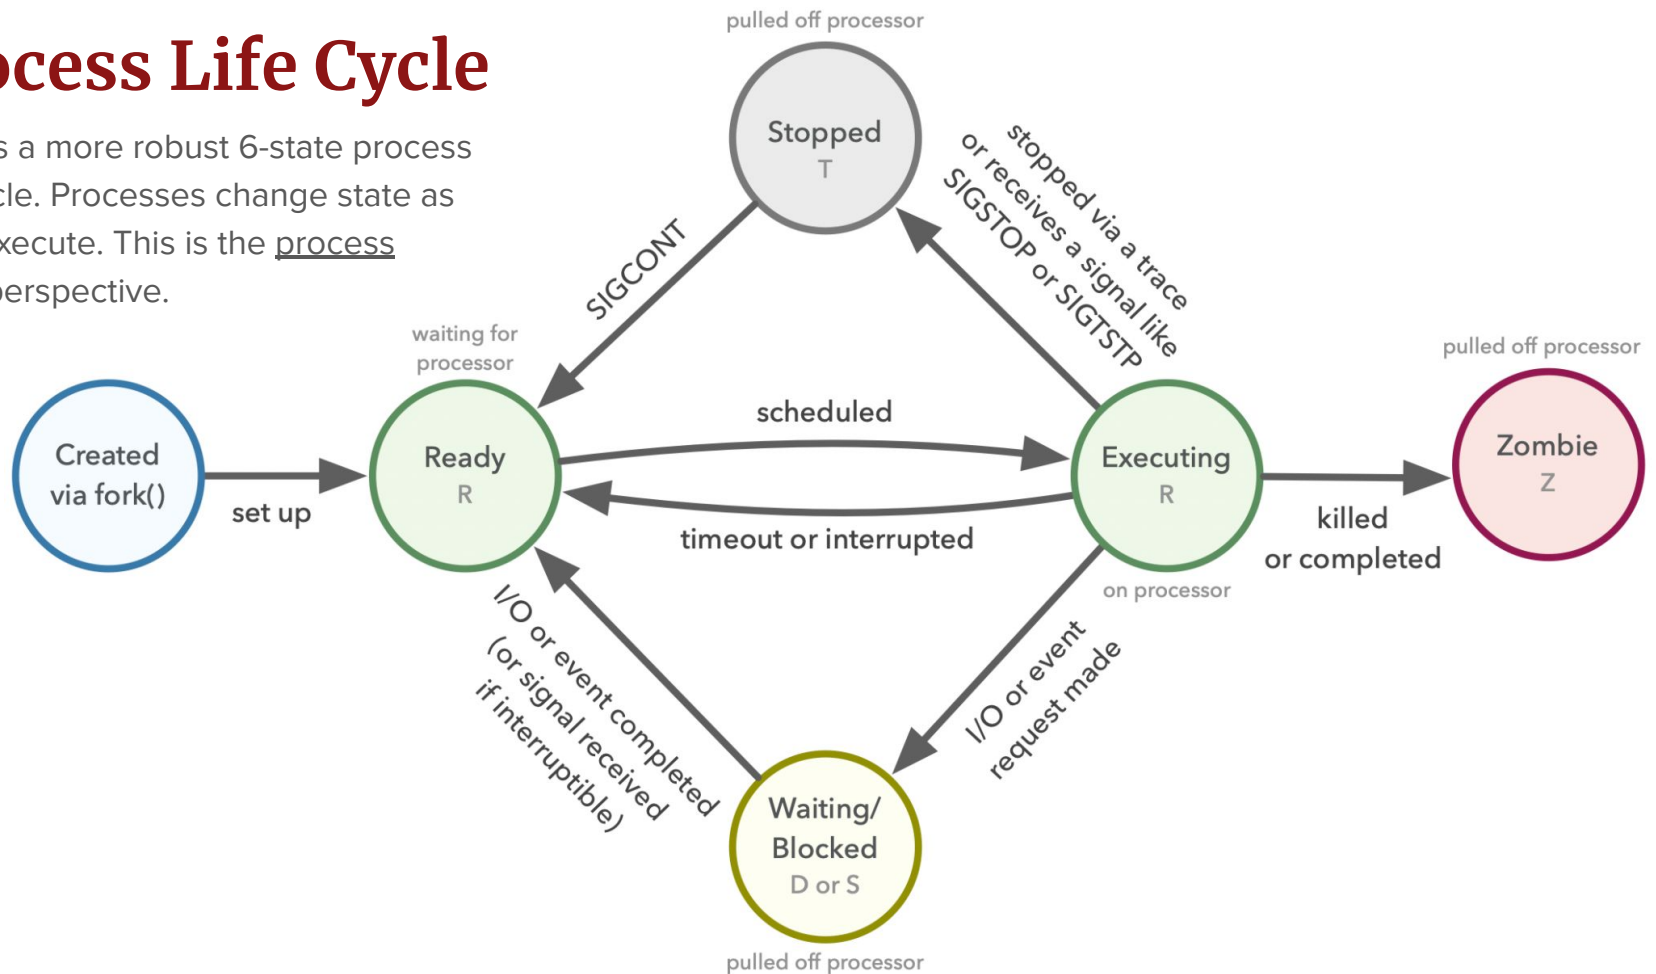 ocess Life Cycle
s a more robust 6-state process
cle. Processes change state as
xecute. This is the process
perspective.
pulled off processor
Stopped
T
SIGCONT
stopped via a trace
or receives a signal like
SIGSTOP or SIGTSTP
waiting for
processor
pulled off processor
Created
via fork()
set up
Ready
R
scheduled
timeout or interrupted
Executing
R
on processor
killed
or completed
Zombie
Z
I/O or event completed
(or signal received
if interruptible)
I/O or event
request made
Waiting/
Blocked
D or S
pulled off processor